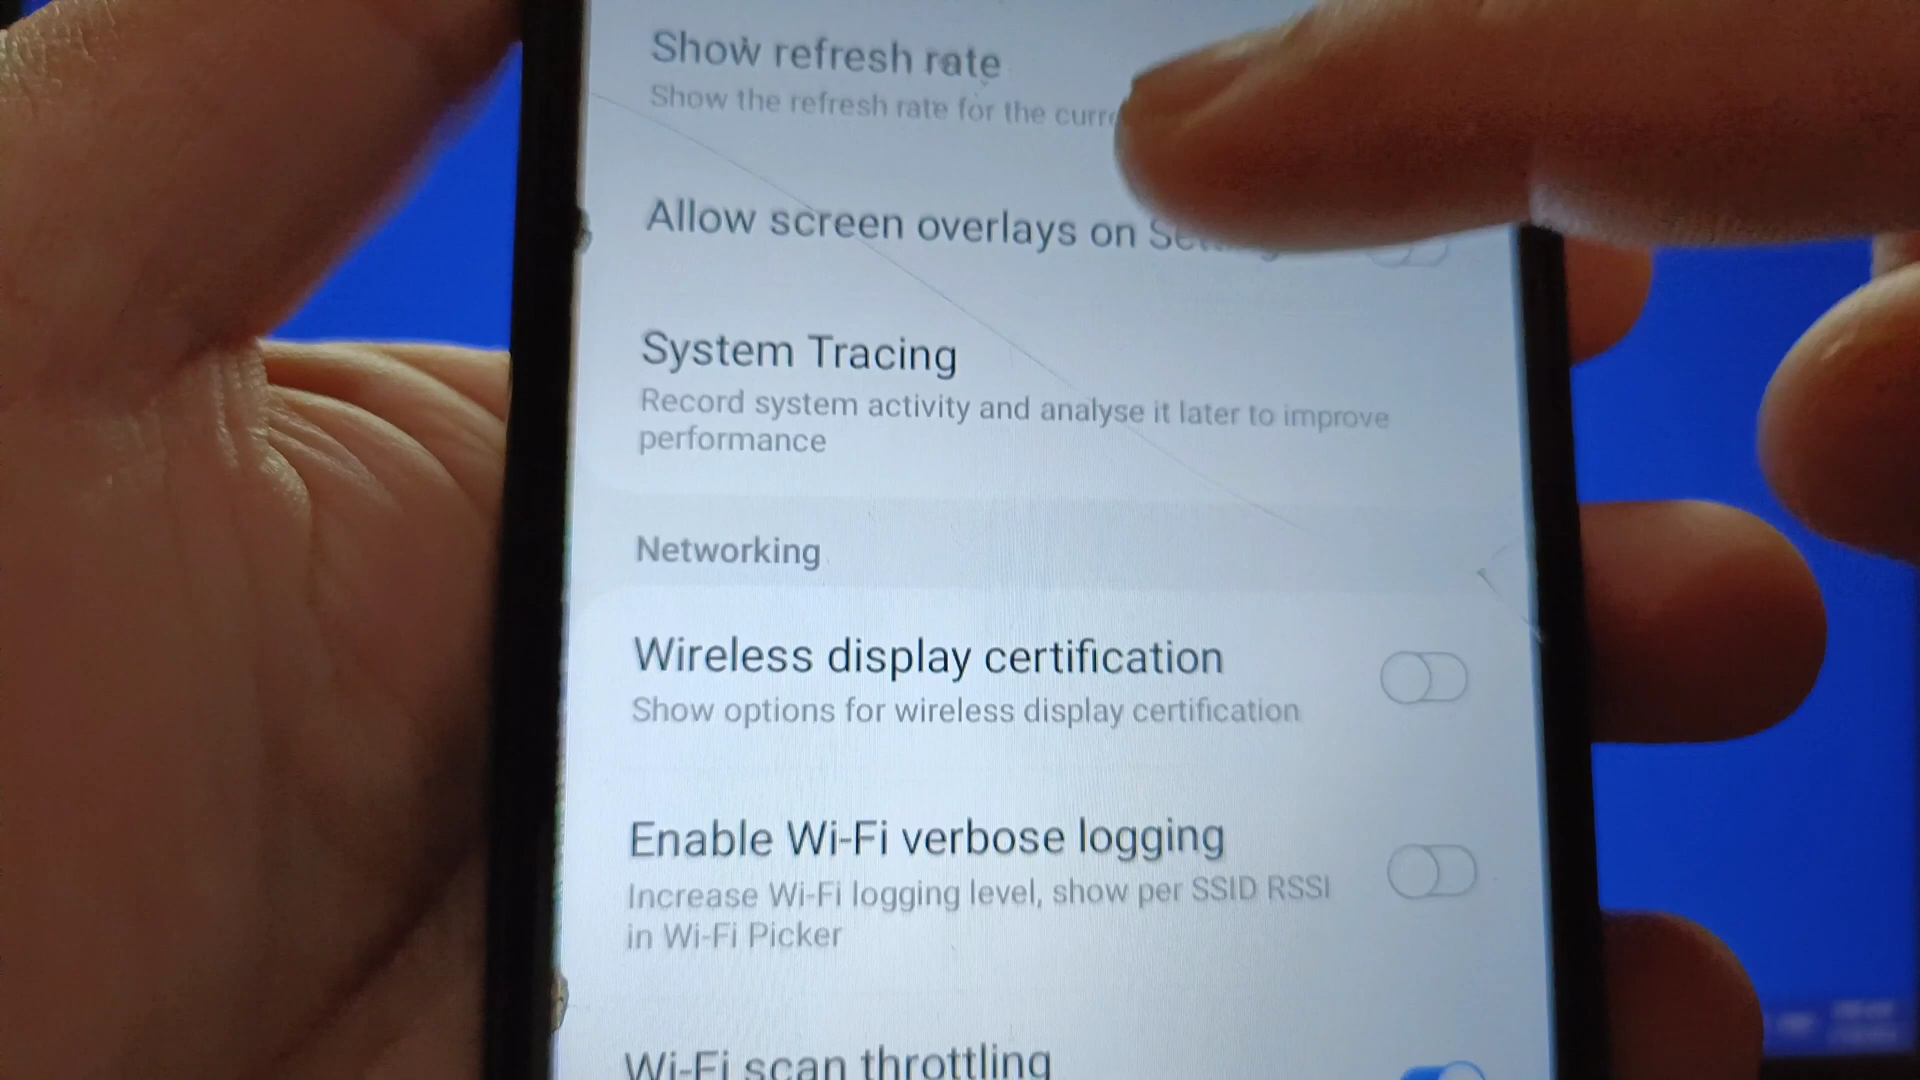 Show refresh rate
Show the refresh rate for the
Allow screen overlays on
System Tracing
Record system activity and analyse it later to improve
performance
Networking
Wireless display certification
Show options for wireless display certification
Enable Wi-Fi verbose logging
Increase Wi-Fi logging level, show per SSID RSSI
in Wi-Fi Picker
Wi-Fi scan throttling